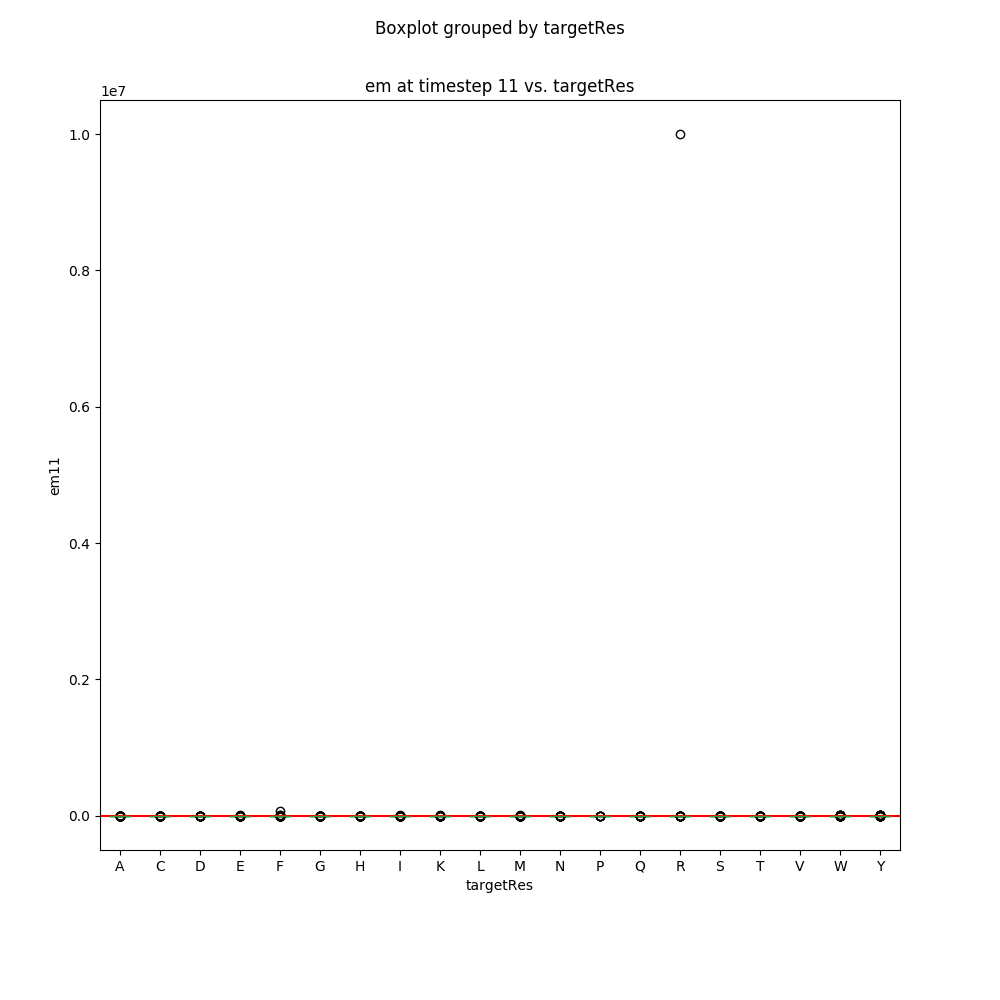 Boxplot grouped by targetRes
em at timestep 11 vs. targetRes
1e7
1.0
0.8
0.6
0.4
0.2
0.0
em11
A C D E F G H I K L M N P Q R S T V W Y
targetRes